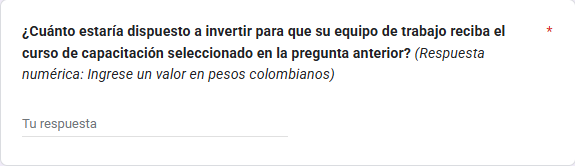 ¿Cuánto estaría dispuesto a invertir para que su equipo de trabajo reciba el *
curso de capacitación seleccionado en la pregunta anterior? (Respuesta
numérica: Ingrese un valor en pesos colombianos)
Tu respuesta